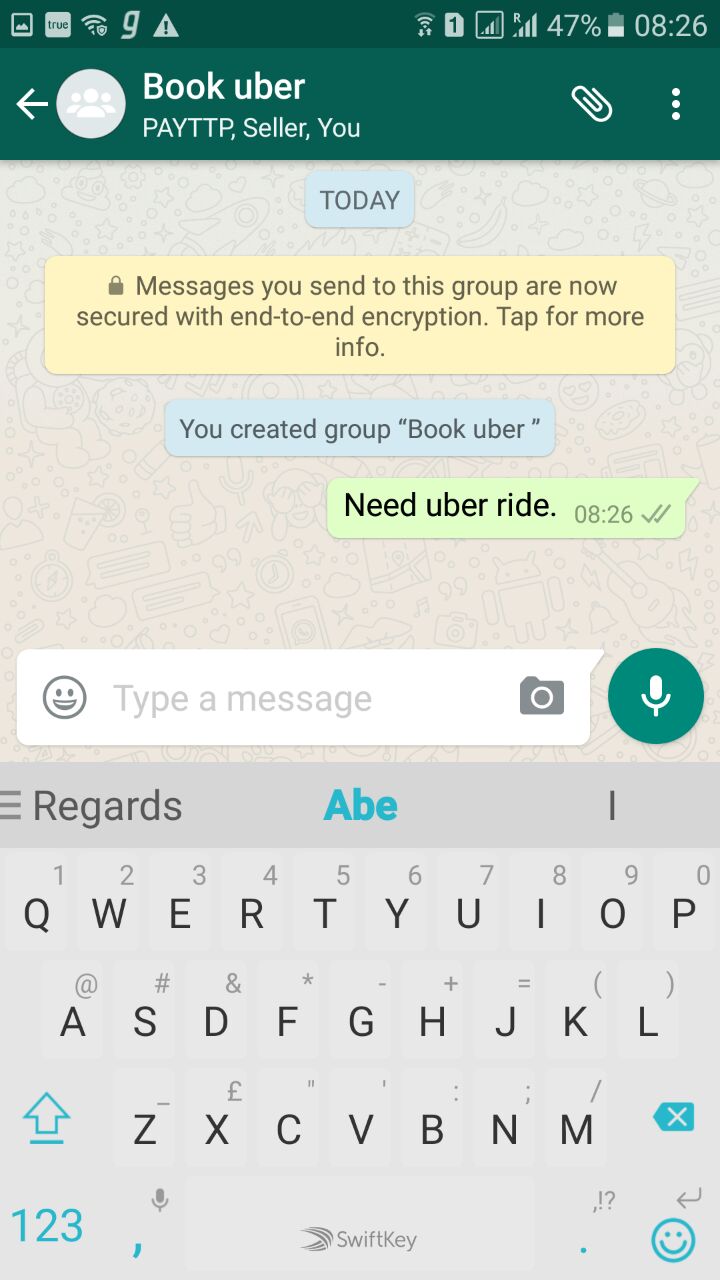 true g 1 R 47% 08:26
Book uber
PAYTTP, Seller, You
TODAY
Messages you send to this group are now
secured with end-to-end encryption. Tap for more
info.
You created group “Book uber ”
Need uber ride. 08:26
Type a message
Regards Abe I
1 2 3 4 5 6 7 8 9 0
Q W E R T Y U I O P
@ # & * - + = ( )
A S D F G H J K L
_ £ " ' : ; /
Z X C V B N M
,!?
123 , SwiftKey .